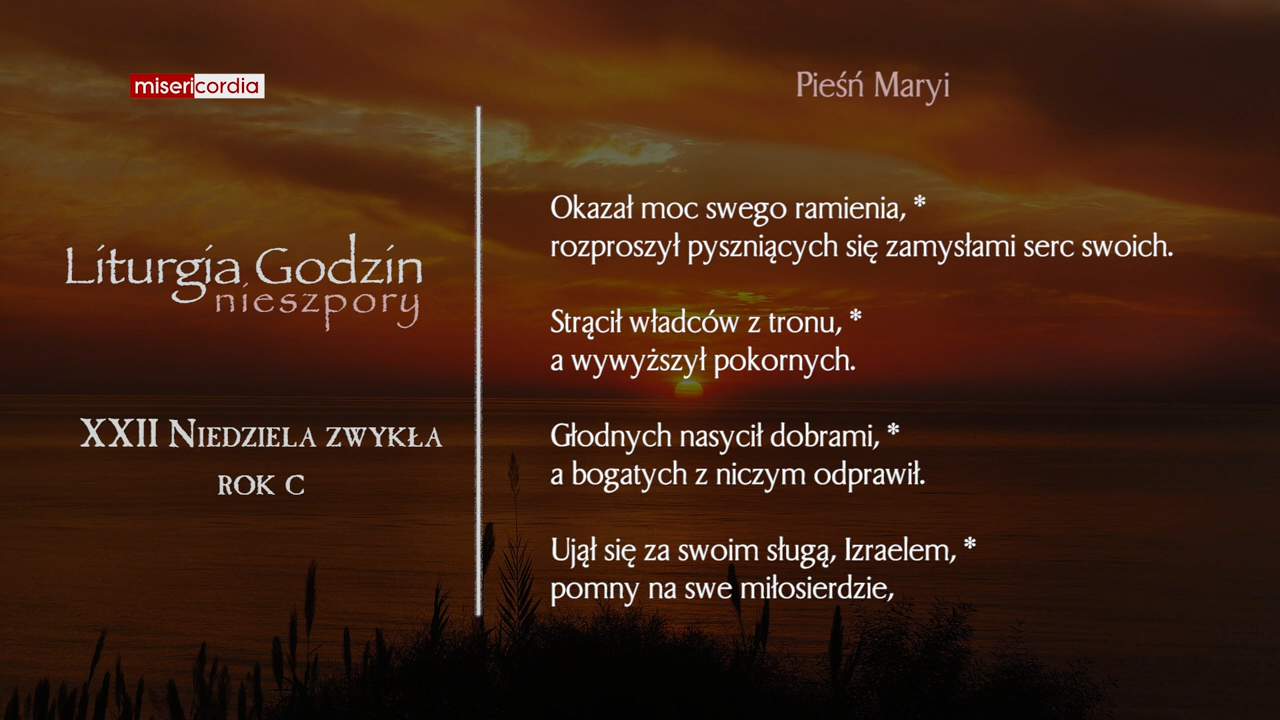 misericordia
Liturgia Godzin
nieszpory
XXII Niedziela zwykła
rok C
Pieśń Maryi
Okazał moc swego ramienia, *
rozproszył pyszniących się zamysłami serc swoich.
Strącił władców z tronu, *
a wywyższył pokornych.
Głodnych nasycił dobrami, *
a bogatych z niczym odprawił.
Ujął się za swoim sługą, Izraelem, *
pomny na swe miłosierdzie,